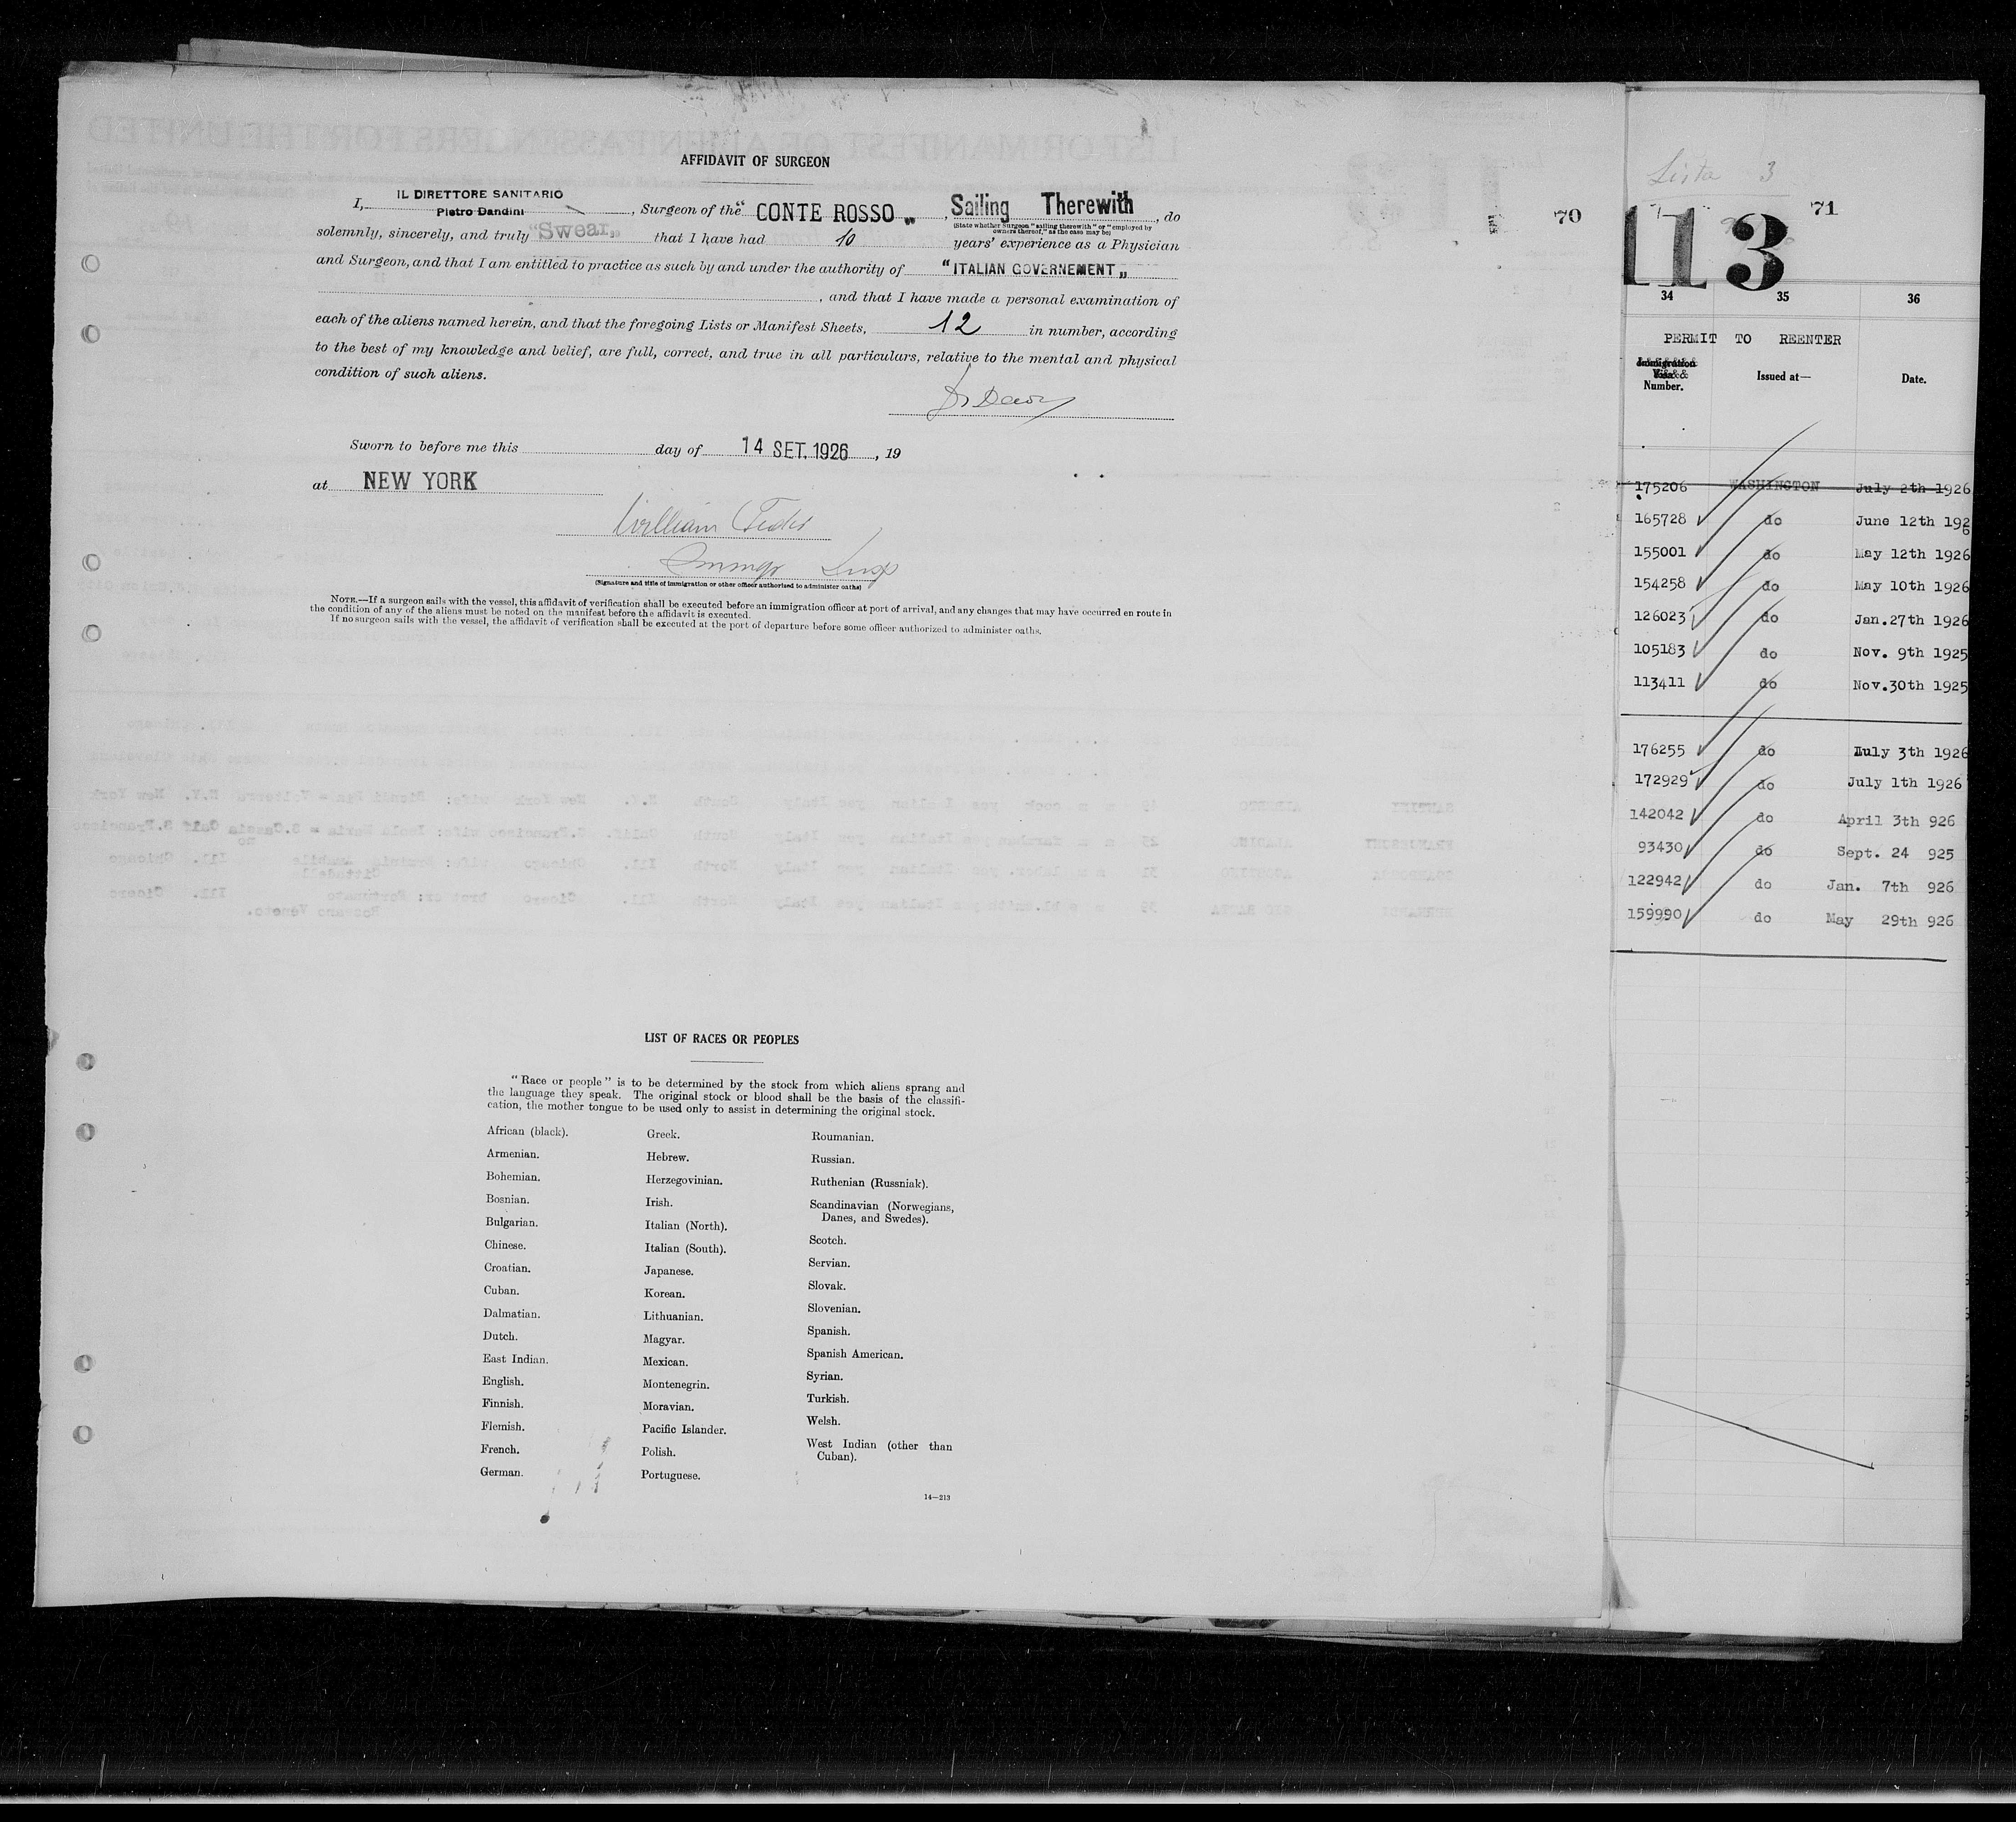 AFFIDAVIT OF SURGEON
I, IL DIRETTORE SANITARIO Pietro Dandini, Surgeon of the "CONTE ROSSO", Sailing Therewith, do
(State whether Surgeon "sailing therewith" or "employed by owners thereof," as the case may be)
solemnly, sincerely, and truly "Swear" that I have had 10 years' experience as a Physician
and Surgeon, and that I am entitled to practice as such by and under the authority of "ITALIAN GOVERNEMENT"
, and that I have made a personal examination of
each of the aliens named herein, and that the foregoing Lists or Manifest Sheets, 12 in number, according
to the best of my knowledge and belief, are full, correct, and true in all particulars, relative to the mental and physical
condition of such aliens.
Sworn to before me this day of 14 SET. 1926, 19
at NEW YORK
William
(Signature and title of immigration or other officer authorized to administer oaths)
NOTE.—If a surgeon sails with the vessel, this affidavit of verification shall be executed before an immigration officer at port of arrival, and any changes that may have occurred en route in
the condition of any of the aliens must be noted on the manifest before the affidavit is executed.
If no surgeon sails with the vessel, the affidavit of verification shall be executed at the port of departure before some officer authorized to administer oaths.
LIST OF RACES OR PEOPLES
"Race or people" is to be determined by the stock from which aliens sprang and
the language they speak. The original stock or blood shall be the basis of the classifi-
cation, the mother tongue to be used only to assist in determining the original stock.
African (black).
Armenian.
Bohemian.
Bosnian.
Bulgarian.
Chinese.
Croatian.
Cuban.
Dalmatian.
Dutch.
East Indian.
English.
Finnish.
Flemish.
French.
German.
Greek.
Hebrew.
Herzegovinian.
Irish.
Italian (North).
Italian (South).
Japanese.
Korean.
Lithuanian.
Magyar.
Mexican.
Montenegrin.
Moravian.
Pacific Islander.
Polish.
Portuguese.
Roumanian.
Russian.
Ruthenian (Russniak).
Scandinavian (Norwegians,
Danes, and Swedes).
Scotch.
Servian.
Slovak.
Slovenian.
Spanish.
Spanish American.
Syrian.
Turkish.
Welsh.
West Indian (other than
Cuban).
14—213
70
Lista 3
71
113
34 35 36
PERMIT TO REENTER
Immigration
Visa
Number. Issued at— Date.
175206 WASHINGTON July 2th 1926
165728 do June 12th 1926
155001 do May 12th 1926
154258 do May 10th 1926
126023 do Jan.27th 1926
105183 do Nov. 9th 1925
113411 do Nov.30th 1925
176255 do July 3th 1926
172929 do July 1th 1926
142042 do April 3th 926
93430 do Sept. 24 925
122942 do Jan. 7th 926
159990 do May 29th 926